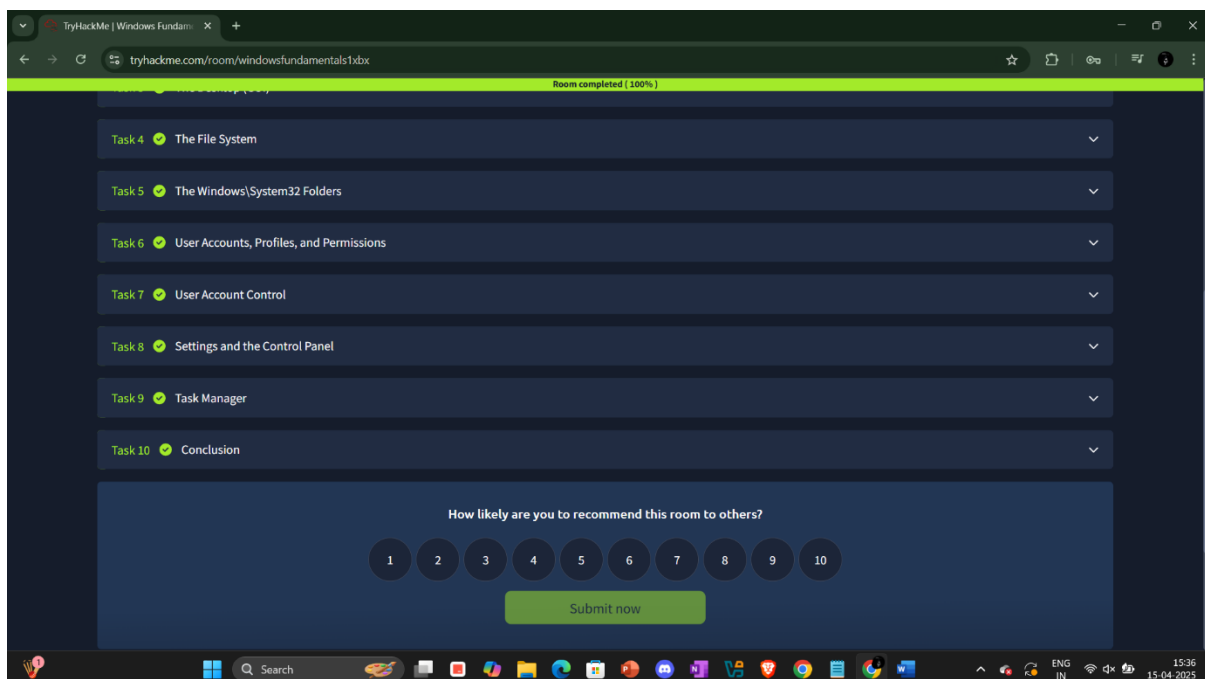 TryHackMe | Windows Fundam
tryhackme.com/room/windowsfundamentals1xbx
Room completed ( 100% )
Task 4 The File System
Task 5 The Windows\System32 Folders
Task 6 User Accounts, Profiles, and Permissions
Task 7 User Account Control
Task 8 Settings and the Control Panel
Task 9 Task Manager
Task 10 Conclusion
How likely are you to recommend this room to others?
1 2 3 4 5 6 7 8 9 10
Submit now
1
Search
ENG
IN
15:36
15-04-2025